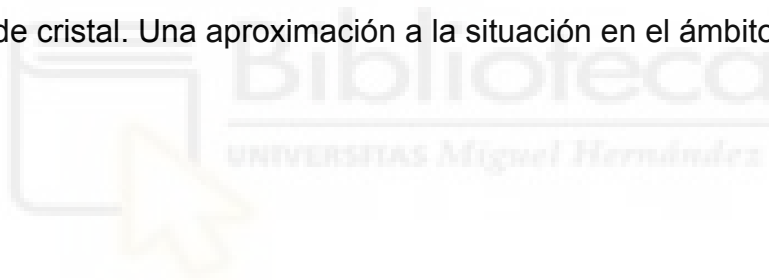 de cristal. Una aproximación a la situación en el ámbito
Biblioteca
UNIVERSITAS Miguel Hernández